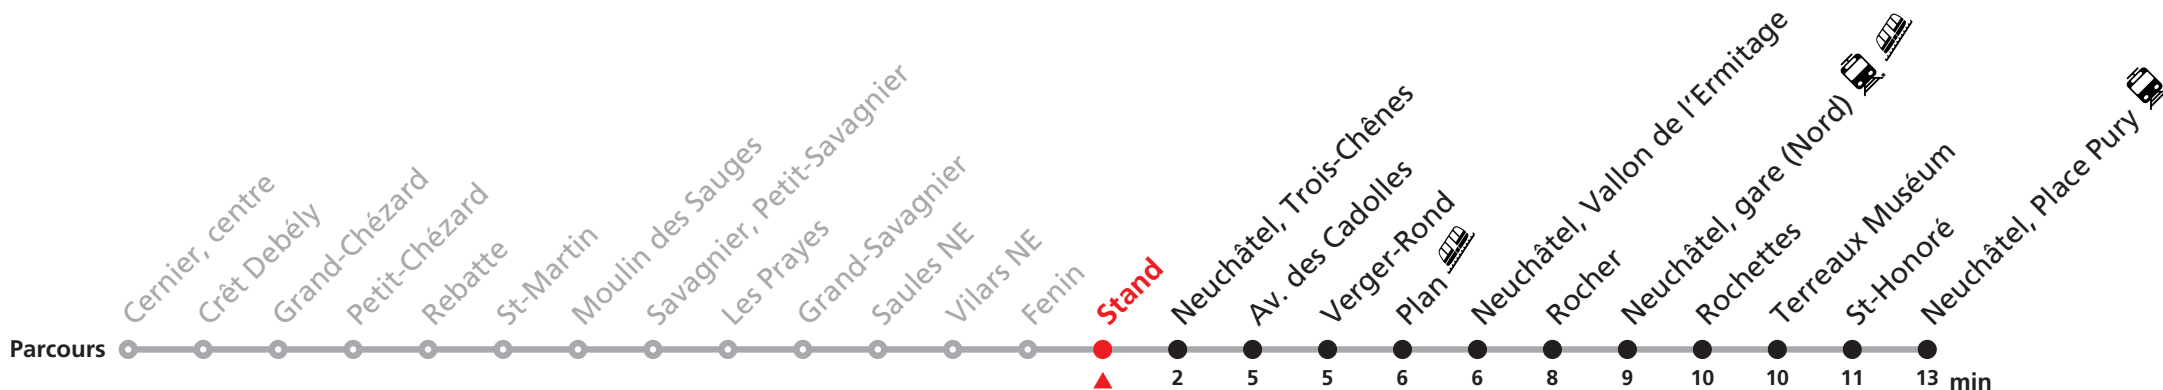 Cernier, centre
Crêt Debély
Grand-Chézard
Petit-Chézard
Rebatte
St-Martin
Moulin des Sauges
Savagnier, Petit-Savagnier
Les Prayes
Grand-Savagnier
Saules NE
Vilars NE
Fenin
Stand
Neuchâtel, Trois-Chênes
Av. des Cadolles
Verger-Rond
Plan
Neuchâtel, Vallon de l'Ermitage
Rocher
Neuchâtel, gare (Nord)
Rochettes
Terreaux Muséum
St-Honoré
Neuchâtel, Place Pury
Parcours
2 5 5 6 6 8 9 10 10 11 13 min